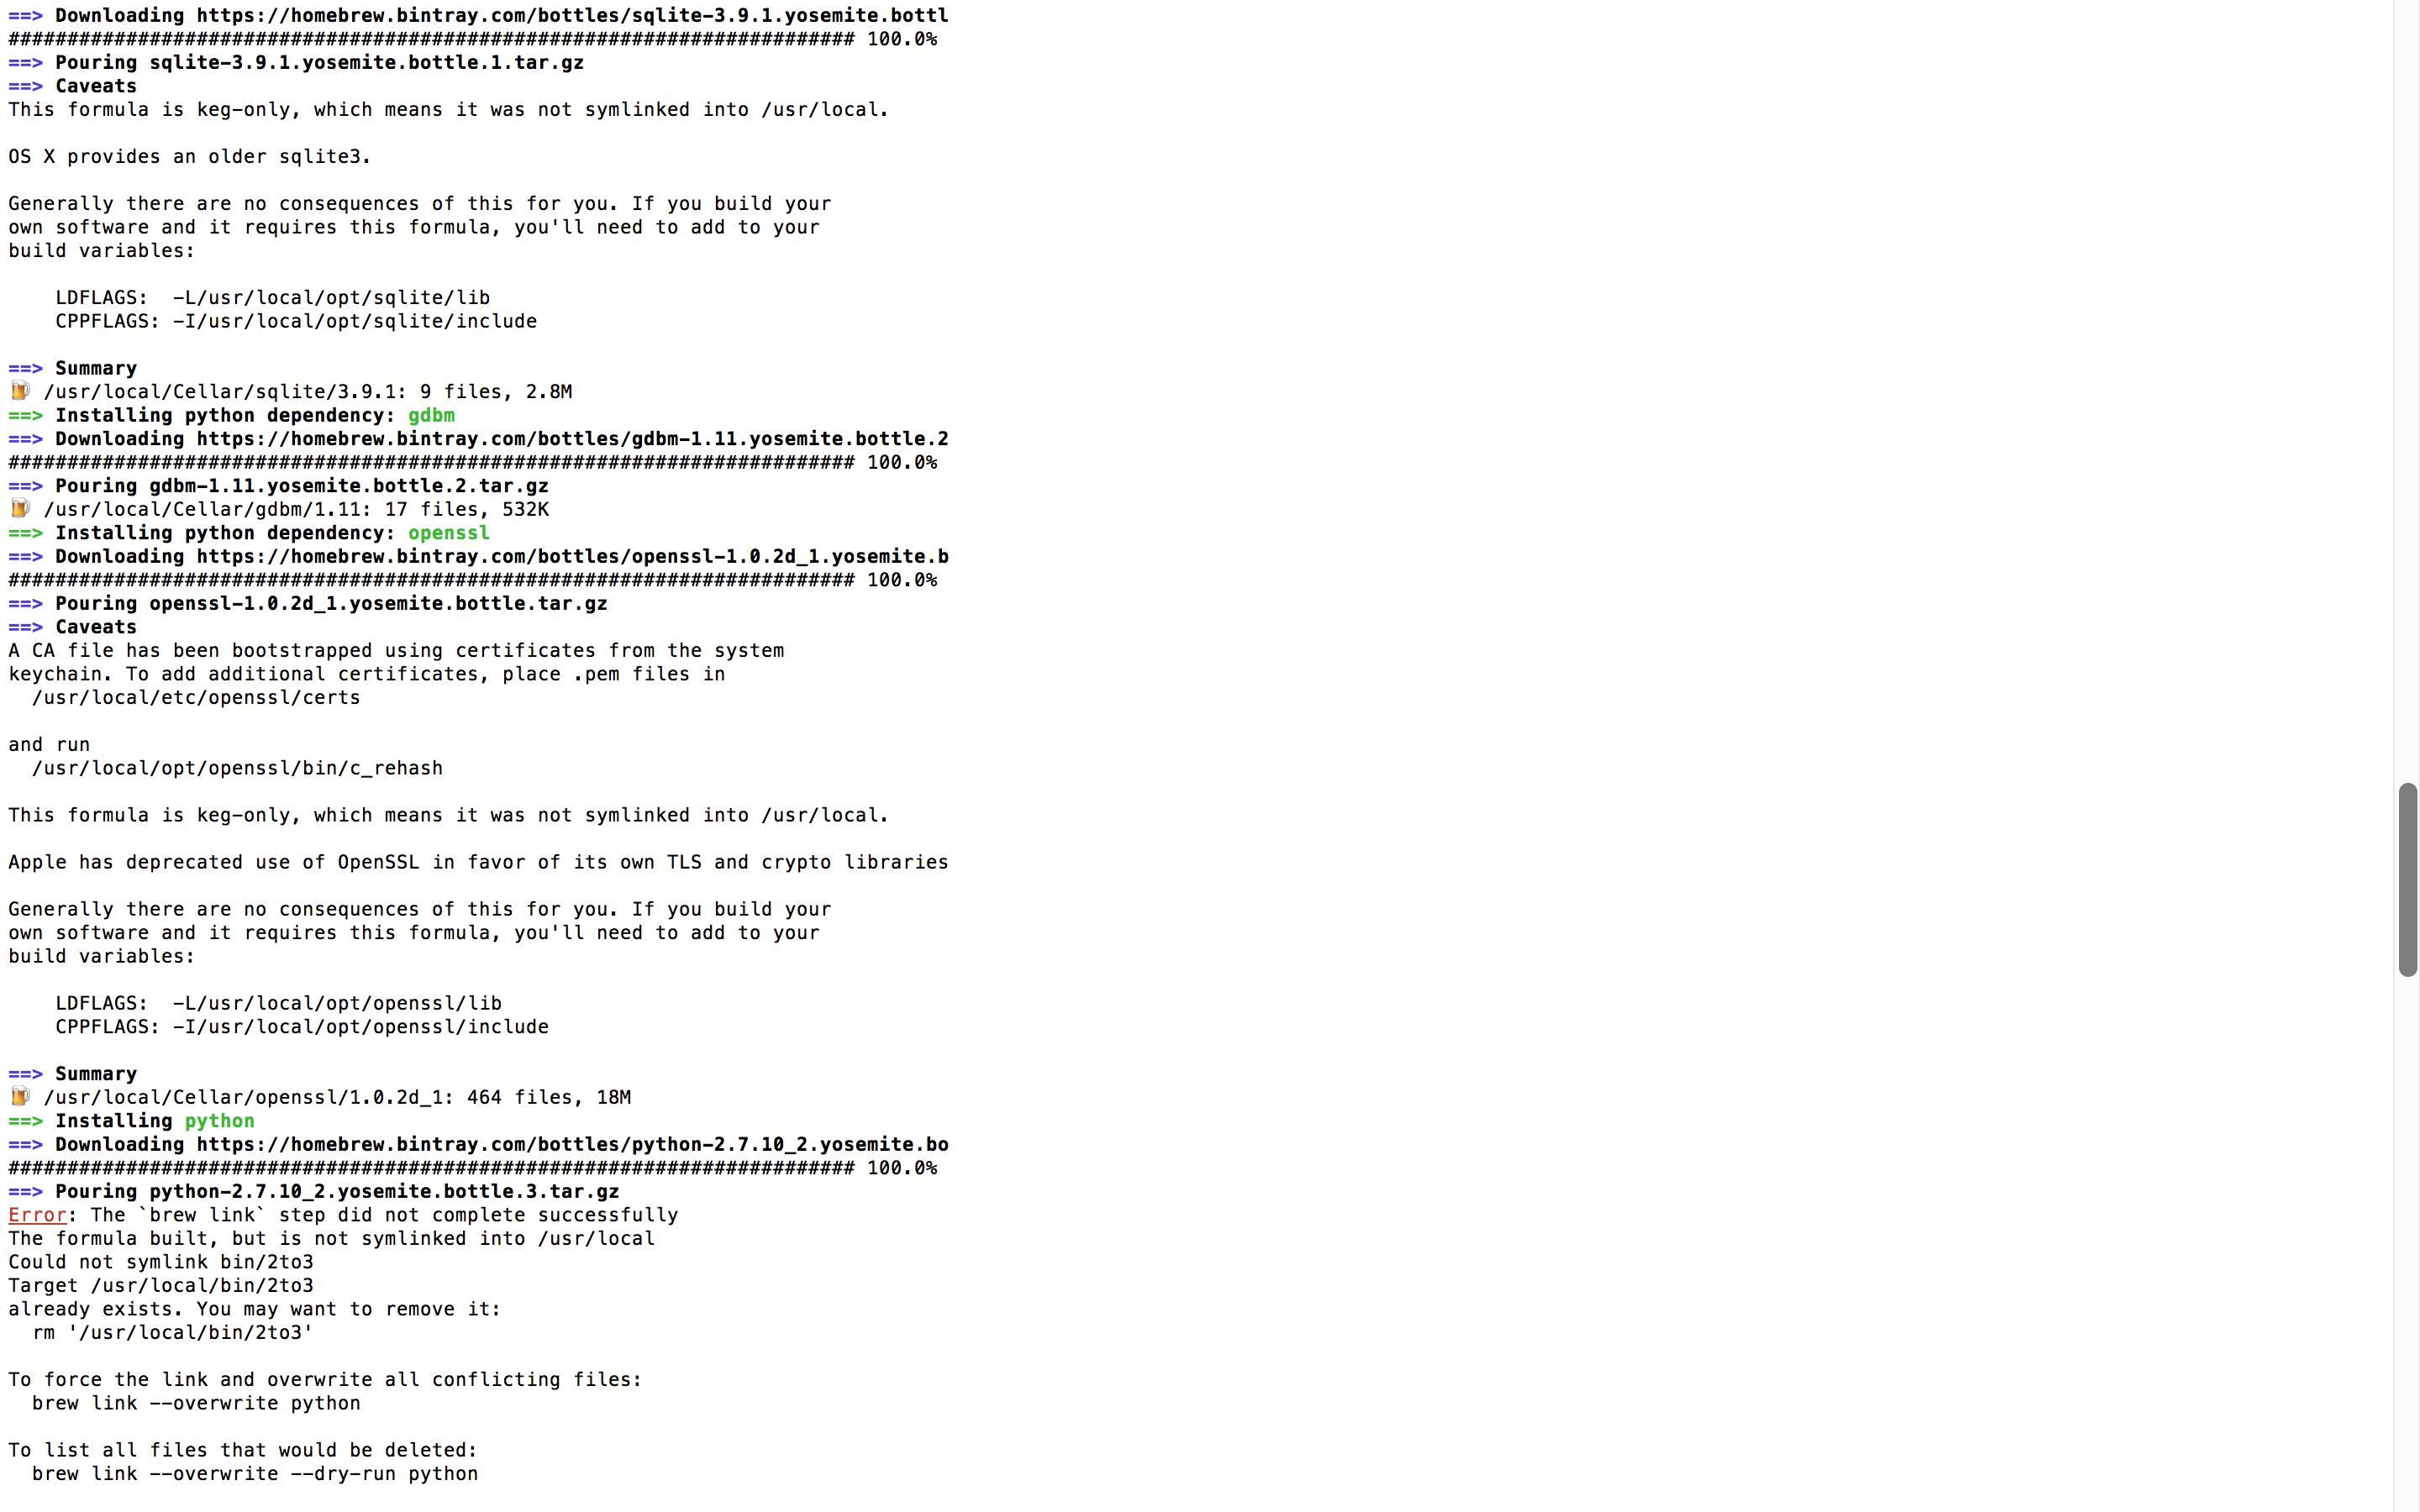 ==> Downloading https://homebrew.bintray.com/bottles/sqlite-3.9.1.yosemite.bottl
######################################################################## 100.0%
==> Pouring sqlite-3.9.1.yosemite.bottle.1.tar.gz
==> Caveats
This formula is keg-only, which means it was not symlinked into /usr/local.

OS X provides an older sqlite3.

Generally there are no consequences of this for you. If you build your
own software and it requires this formula, you'll need to add to your
build variables:

    LDFLAGS:  -L/usr/local/opt/sqlite/lib
    CPPFLAGS: -I/usr/local/opt/sqlite/include

==> Summary
🍺 /usr/local/Cellar/sqlite/3.9.1: 9 files, 2.8M
==> Installing python dependency: gdbm
==> Downloading https://homebrew.bintray.com/bottles/gdbm-1.11.yosemite.bottle.2
######################################################################## 100.0%
==> Pouring gdbm-1.11.yosemite.bottle.2.tar.gz
🍺 /usr/local/Cellar/gdbm/1.11: 17 files, 532K
==> Installing python dependency: openssl
==> Downloading https://homebrew.bintray.com/bottles/openssl-1.0.2d_1.yosemite.b
######################################################################## 100.0%
==> Pouring openssl-1.0.2d_1.yosemite.bottle.tar.gz
==> Caveats
A CA file has been bootstrapped using certificates from the system
keychain. To add additional certificates, place .pem files in
  /usr/local/etc/openssl/certs

and run
  /usr/local/opt/openssl/bin/c_rehash

This formula is keg-only, which means it was not symlinked into /usr/local.

Apple has deprecated use of OpenSSL in favor of its own TLS and crypto libraries

Generally there are no consequences of this for you. If you build your
own software and it requires this formula, you'll need to add to your
build variables:

    LDFLAGS:  -L/usr/local/opt/openssl/lib
    CPPFLAGS: -I/usr/local/opt/openssl/include

==> Summary
🍺 /usr/local/Cellar/openssl/1.0.2d_1: 464 files, 18M
==> Installing python
==> Downloading https://homebrew.bintray.com/bottles/python-2.7.10_2.yosemite.bo
######################################################################## 100.0%
==> Pouring python-2.7.10_2.yosemite.bottle.3.tar.gz
Error: The `brew link` step did not complete successfully
The formula built, but is not symlinked into /usr/local
Could not symlink bin/2to3
Target /usr/local/bin/2to3
already exists. You may want to remove it:
  rm '/usr/local/bin/2to3'

To force the link and overwrite all conflicting files:
  brew link --overwrite python

To list all files that would be deleted:
  brew link --overwrite --dry-run python